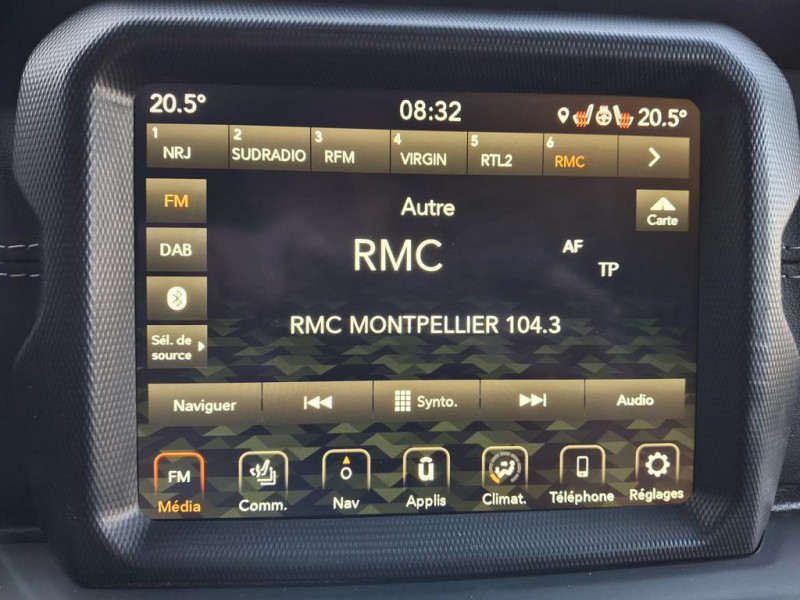 20.5° 08:32 20.5°
1 NRJ 2 SUDRADIO 3 RFM 4 VIRGIN 5 RTL2 6 RMC
FM
Autre
Carte
DAB
RMC
AF
TP
RMC MONTPELLIER 104.3
Sél. de
source
Naviguer Synto. Audio
FM
Média Comm. Nav Applis Climat. Téléphone Réglages